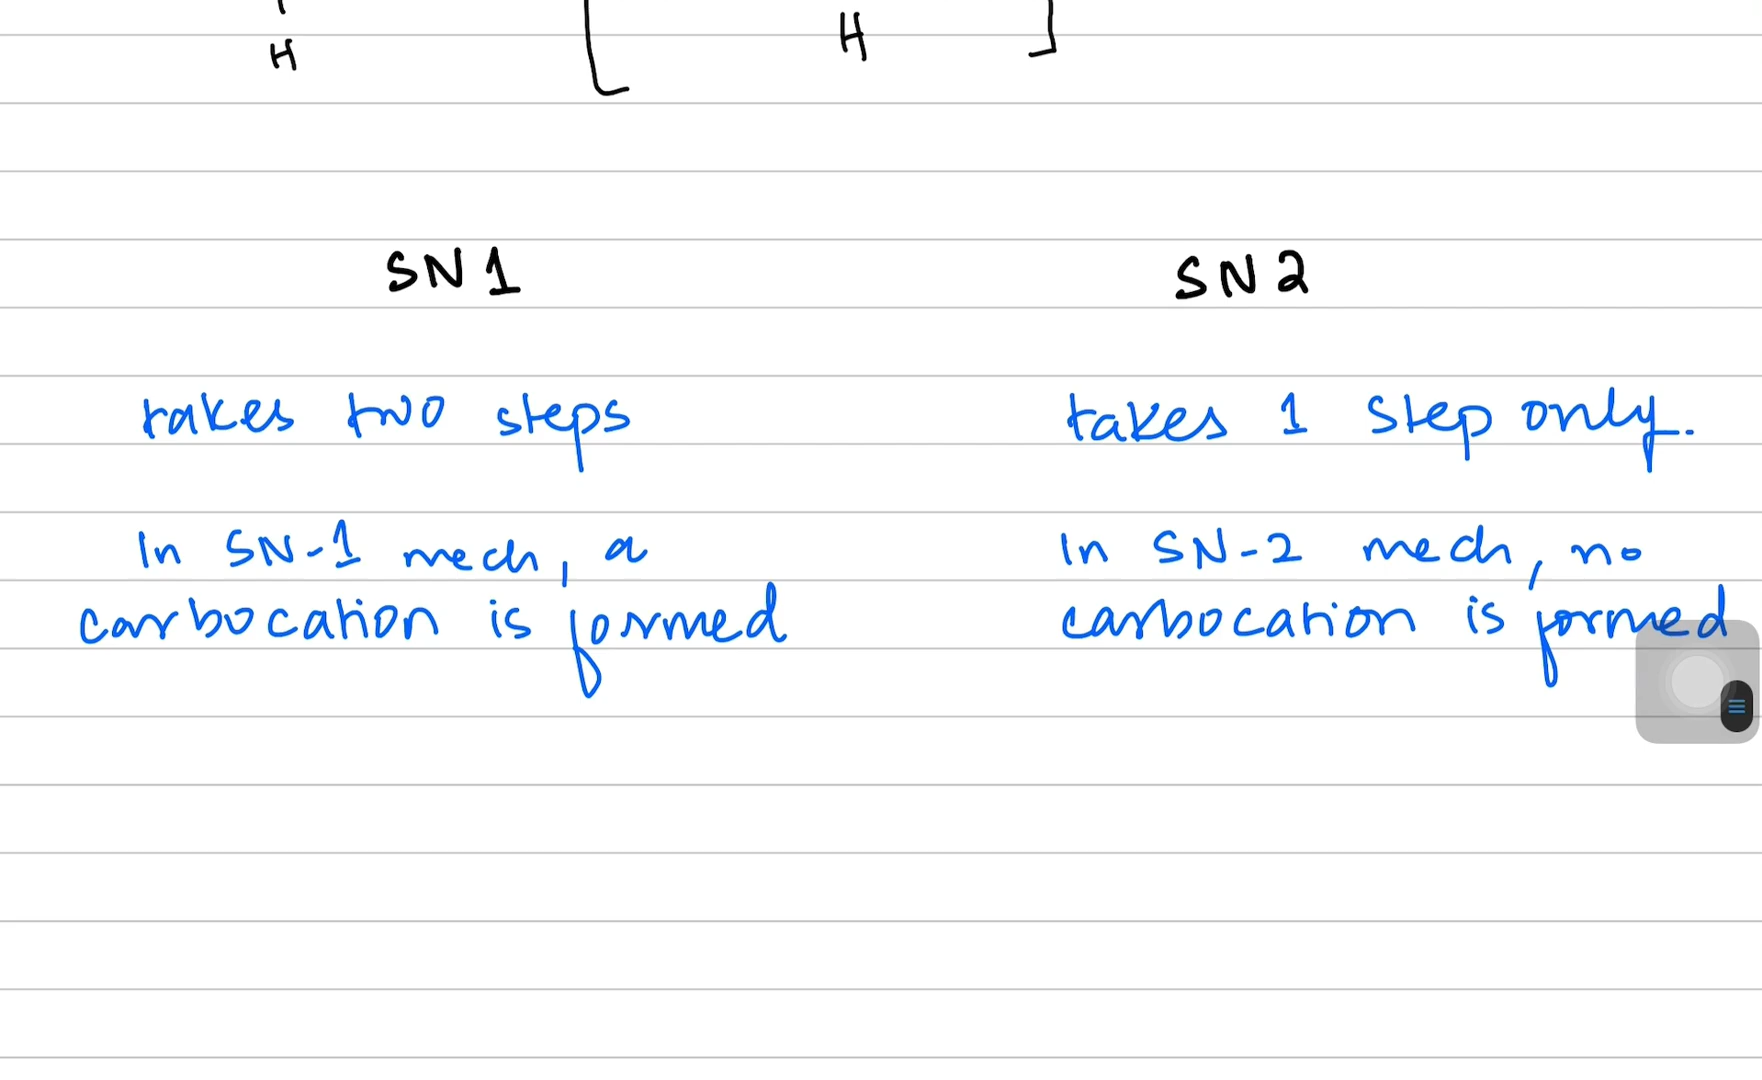 H
H
SN 1
SN 2
takes two steps
takes 1 step only.
In SN-1 mech, a
carbocation is formed
In SN-2 mech, no
carbocation is formed